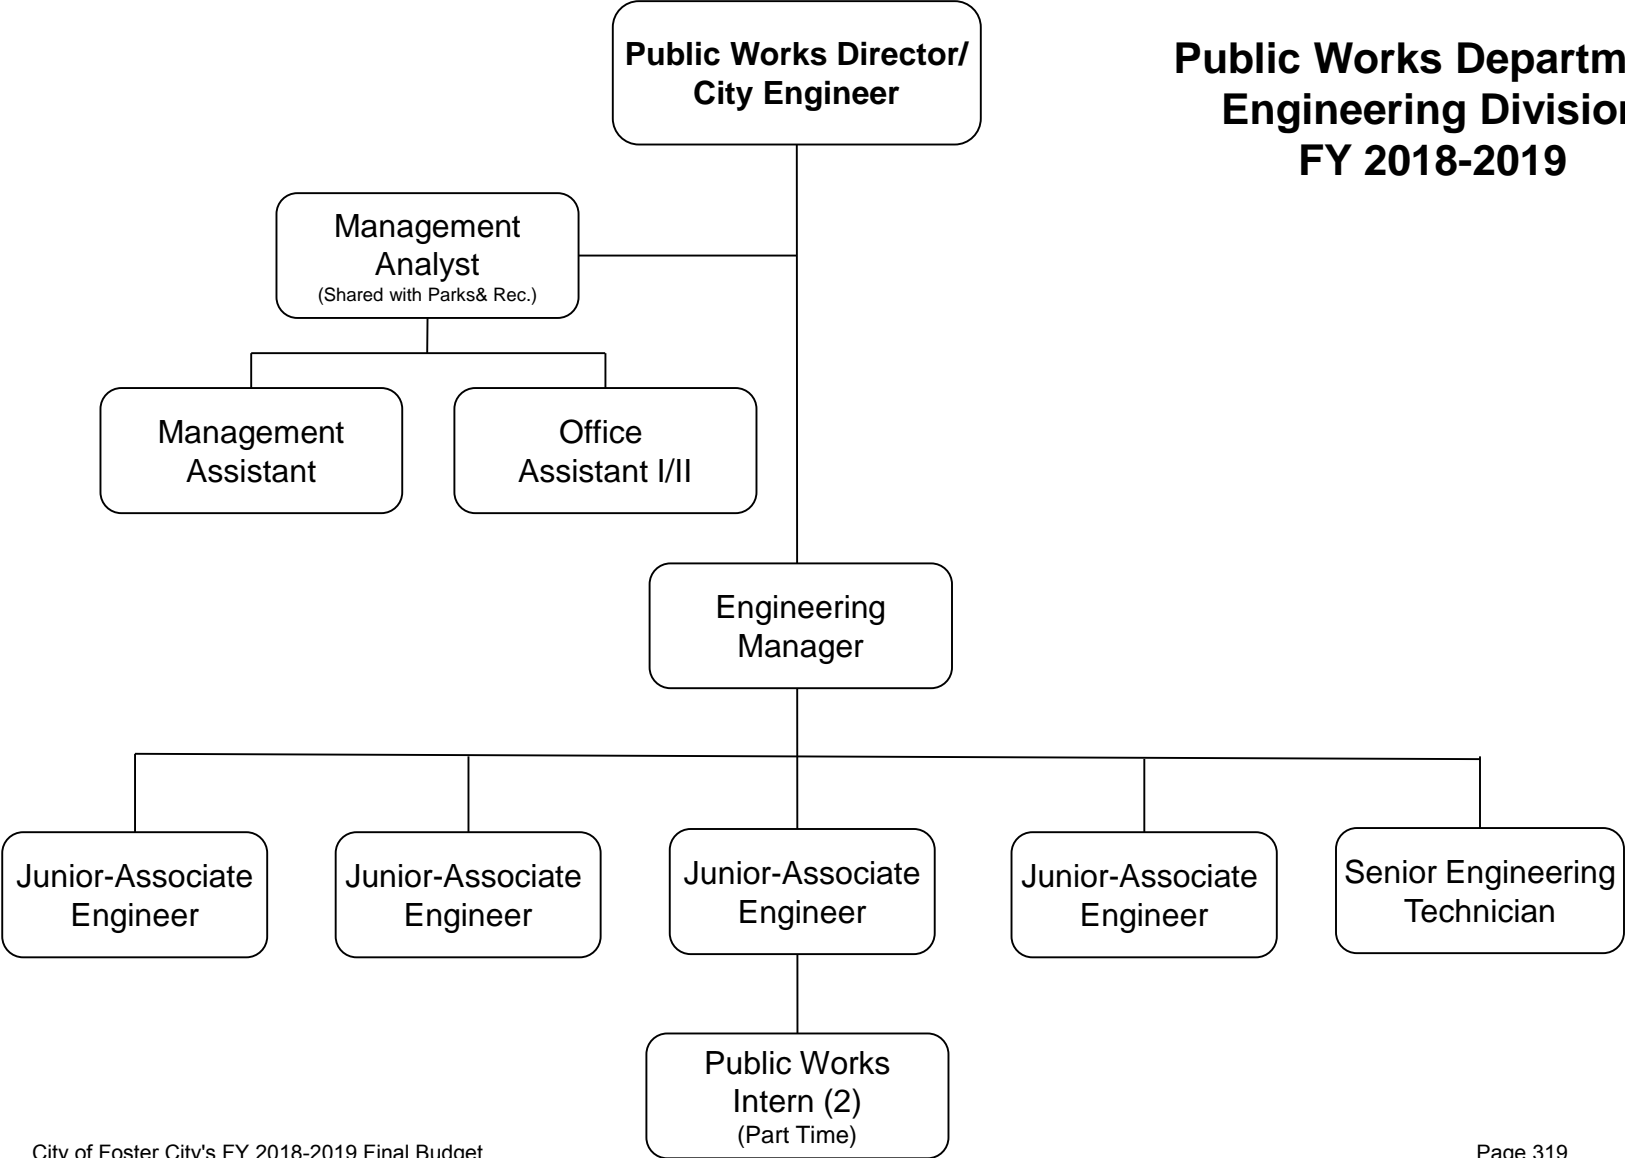 Public Works Director/
City Engineer
Public Works Departm
Engineering Division
FY 2018-2019
Management
Analyst
(Shared with Parks& Rec.)
Management
Assistant
Office
Assistant I/II
Engineering
Manager
Junior-Associate
Engineer
Junior-Associate
Engineer
Junior-Associate
Engineer
Junior-Associate
Engineer
Senior Engineering
Technician
Public Works
Intern (2)
(Part Time)
City of Foster City's FY 2018-2019 Final Budget
Page 319